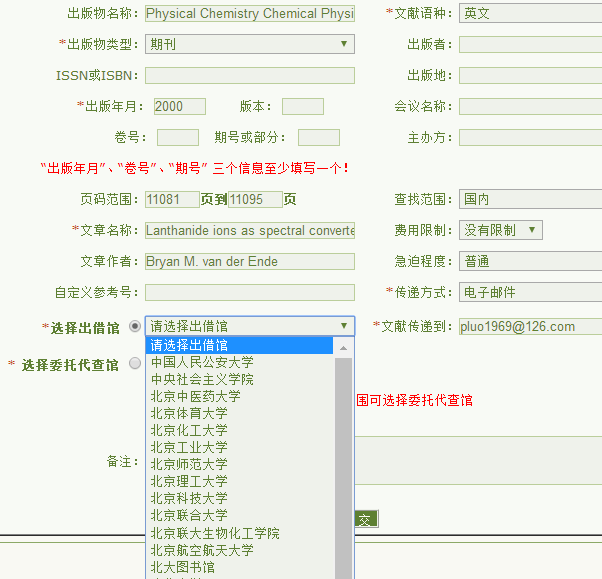 出版物名称： Physical Chemistry Chemical Physi *文献语种： 英文
*出版物类型： 期刊 出版者：
ISSN或ISBN： 出版地：
*出版年月： 2000 版本： 会议名称：
卷号： 期号或部分： 主办方：
“出版年月”、“卷号”、“期号” 三个信息至少填写一个！
页码范围： 11081 页到 11095 页 查找范围： 国内
*文章名称： Lanthanide ions as spectral converte 费用限制： 没有限制
文章作者： Bryan M. van der Ende 急迫程度： 普通
自定义参考号： *传递方式： 电子邮件
*选择出借馆 请选择出借馆 *文献传递到： pluo1969@126.com
请选择出借馆
* 选择委托代查馆 中国人民公安大学
中央社会主义学院
北京中医药大学 围可选择委托代查馆
北京体育大学
北京化工大学
北京工业大学
备注： 北京师范大学
北京理工大学
北京科技大学
北京联合大学 交
北京联大生物化工学院
北京航空航天大学
北大图书馆